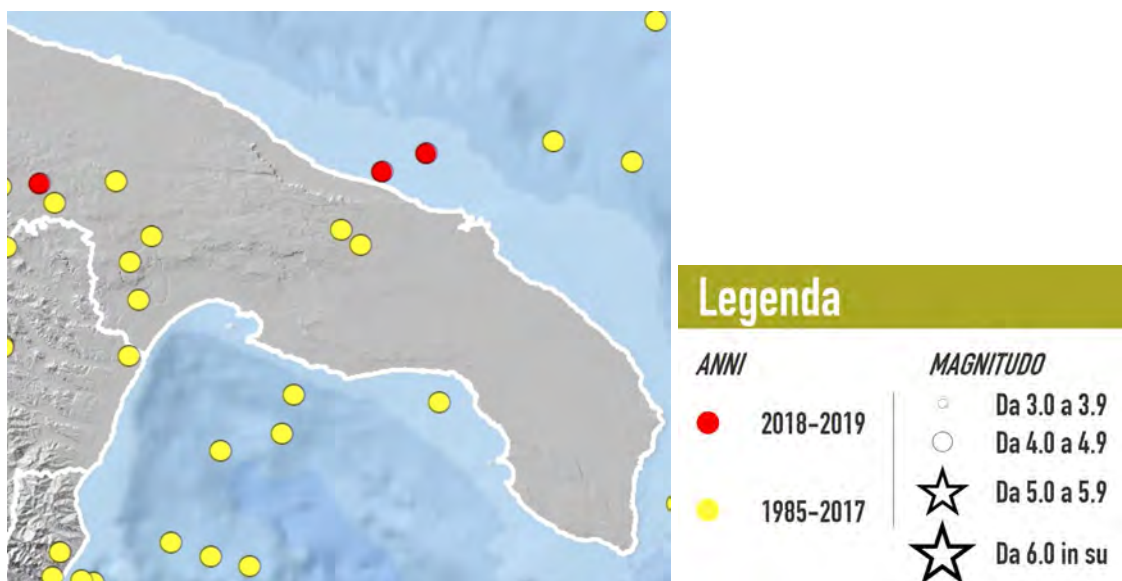 Legenda
ANNI
MAGNITUDO
2018-2019
1985-2017
Da 3.0 a 3.9
Da 4.0 a 4.9
Da 5.0 a 5.9
Da 6.0 in su